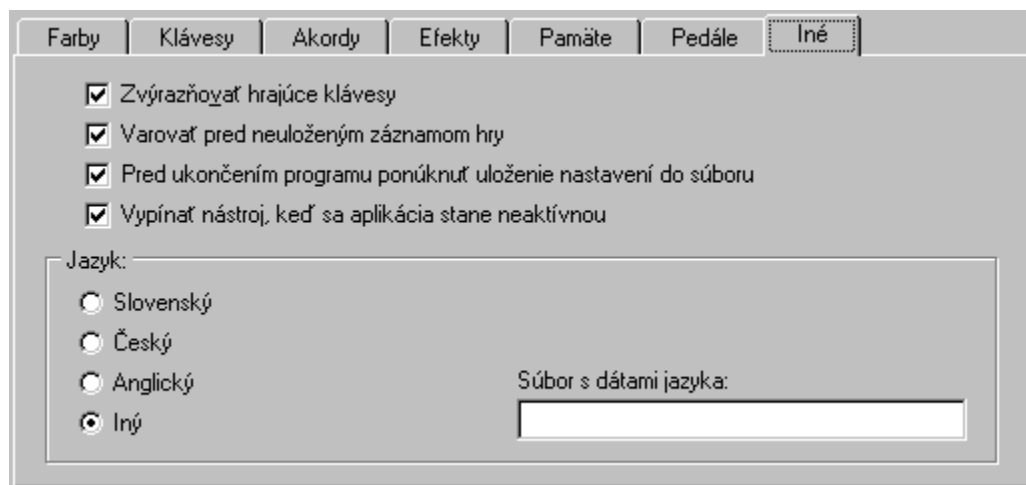 Farby Klávesy Akordy Efekty Pamäte Pedále Iné
Zvýrazňovať hrajúce klávesy
Varovať pred neuloženým záznamom hry
Pred ukončením programu ponúknuť uloženie nastavení do súboru
Vypínať nástroj, keď sa aplikácia stane neaktívnou
Jazyk:
Slovenský
Český
Anglický
Súbor s dátami jazyka:
Iný